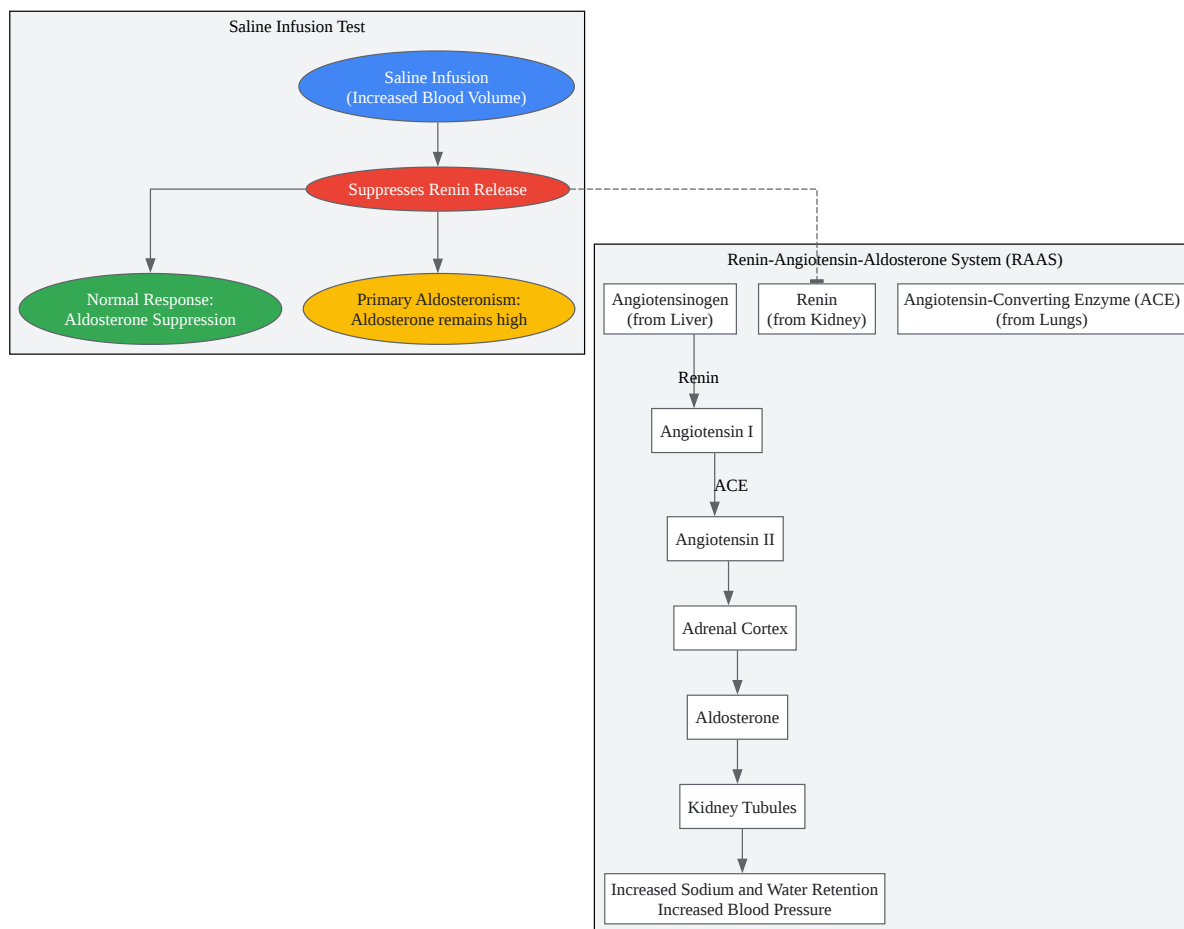 Saline Infusion Test
Saline Infusion
(Increased Blood Volume)
Suppresses Renin Release
Normal Response:
Aldosterone Suppression
Primary Aldosteronism:
Aldosterone remains high
Renin-Angiotensin-Aldosterone System (RAAS)
Angiotensinogen
(from Liver)
Renin
(from Kidney)
Angiotensin-Converting Enzyme (ACE)
(from Lungs)
Renin
Angiotensin I
ACE
Angiotensin II
Adrenal Cortex
Aldosterone
Kidney Tubules
Increased Sodium and Water Retention
Increased Blood Pressure